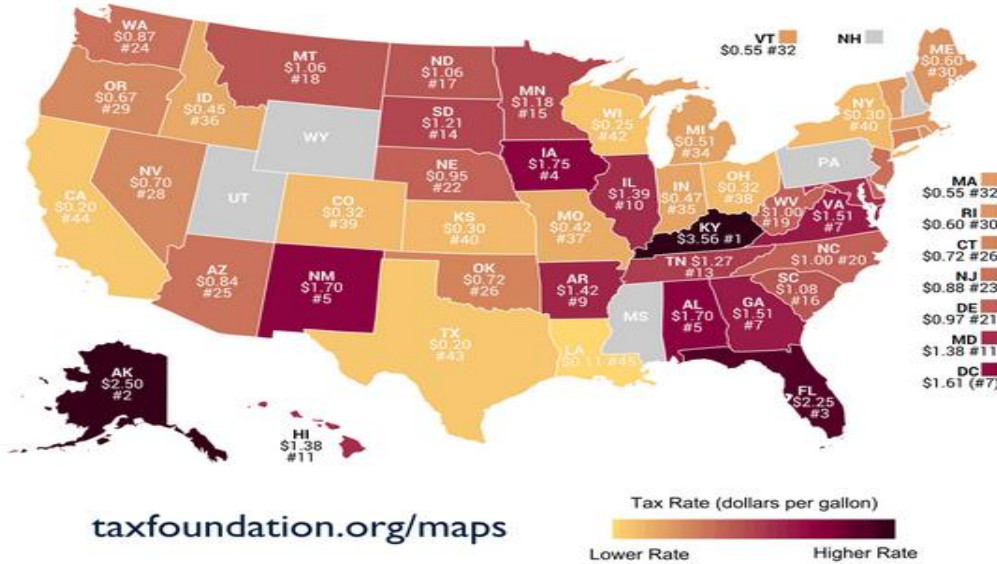 WA
$0.87
#24
MT
$1.06
#18
ND
$1.06
#17
MN
$1.18
#15
VT
$0.55 #32
NH
ME
$0.60
#30
OR
$0.67
#29
ID
$0.45
#36
WY
SD
$1.21
#14
WI
$0.25
#42
MI
$0.51
#34
NY
$0.30
#40
NV
$0.70
#28
UT
NE
$0.95
#22
IA
$1.75
#4
IL
$1.39
#10
IN
$0.47
#35
OH
$0.32
#38
PA
CA
$0.20
#44
CO
$0.32
#39
KS
$0.30
#40
MO
$0.42
#37
KY
$3.56 #1
WV
$1.00
#19
VA
$1.51
#7
MA
$0.55 #32
RI
$0.60 #30
CT
$0.72 #26
NJ
$0.88 #23
DE
$0.97 #21
MD
$1.38 #11
DC
$1.61 (#7)
AZ
$0.84
#25
NM
$1.70
#5
OK
$0.72
#26
AR
$1.42
#9
TN $1.27
#13
NC
$1.00 #20
SC
$1.08
#16
TX
$0.20
#43
LA
$0.11 #45
MS
AL
$1.70
#5
GA
$1.51
#7
FL
$2.25
#3
AK
$2.50
#2
HI
$1.38
#11
taxfoundation.org/maps
Tax Rate (dollars per gallon)
Lower Rate
Higher Rate